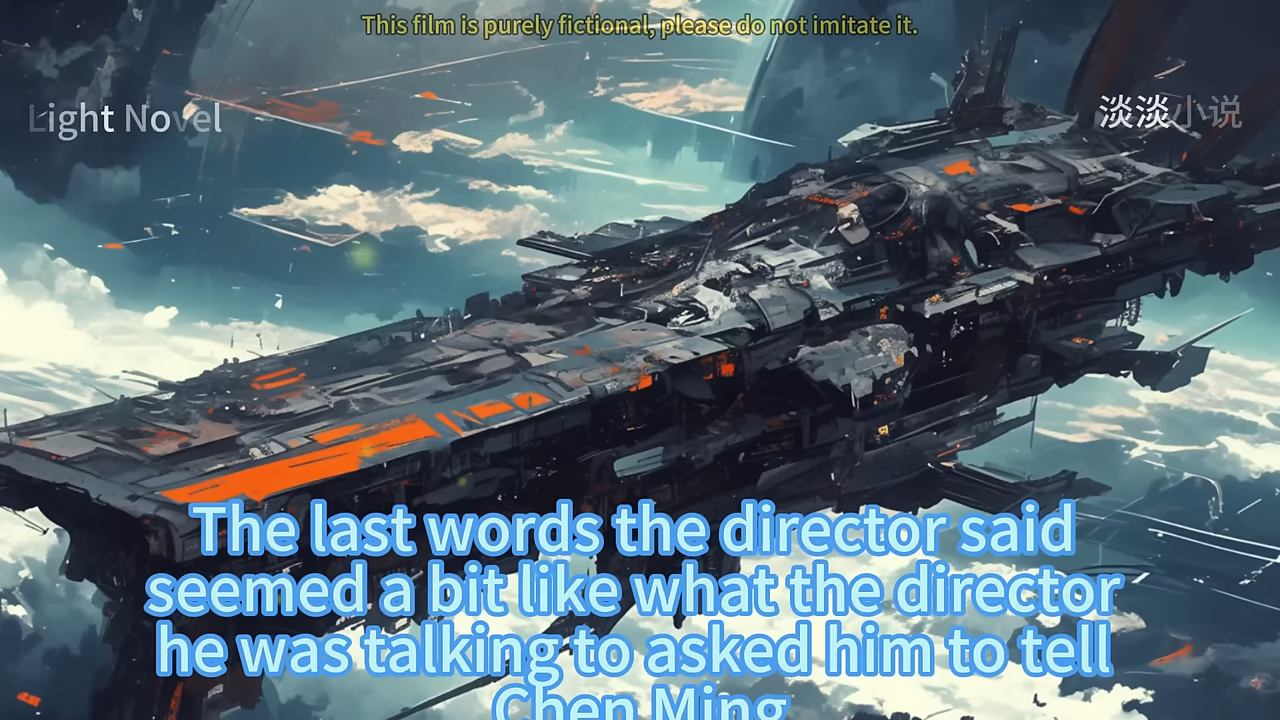 This film is purely fictional, please do not imitate it.
Light Novel
淡淡小说
The last words the director said
seemed a bit like what the director
he was talking to asked him to tell
Chen Ming